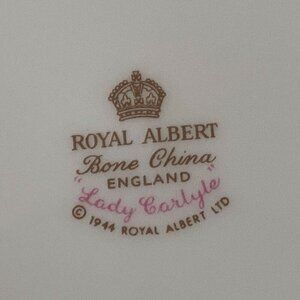 ROYAL ALBERT
Bone China
ENGLAND
"Lady Carlyle"
© 1944 ROYAL ALBERT LTD